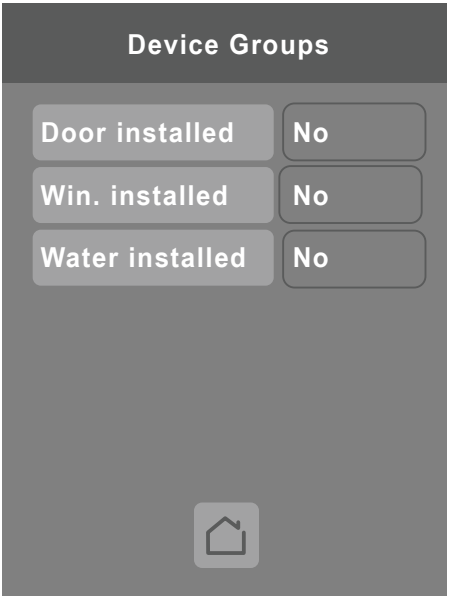 Device Groups
Door installed No
Win. installed No
Water installed No